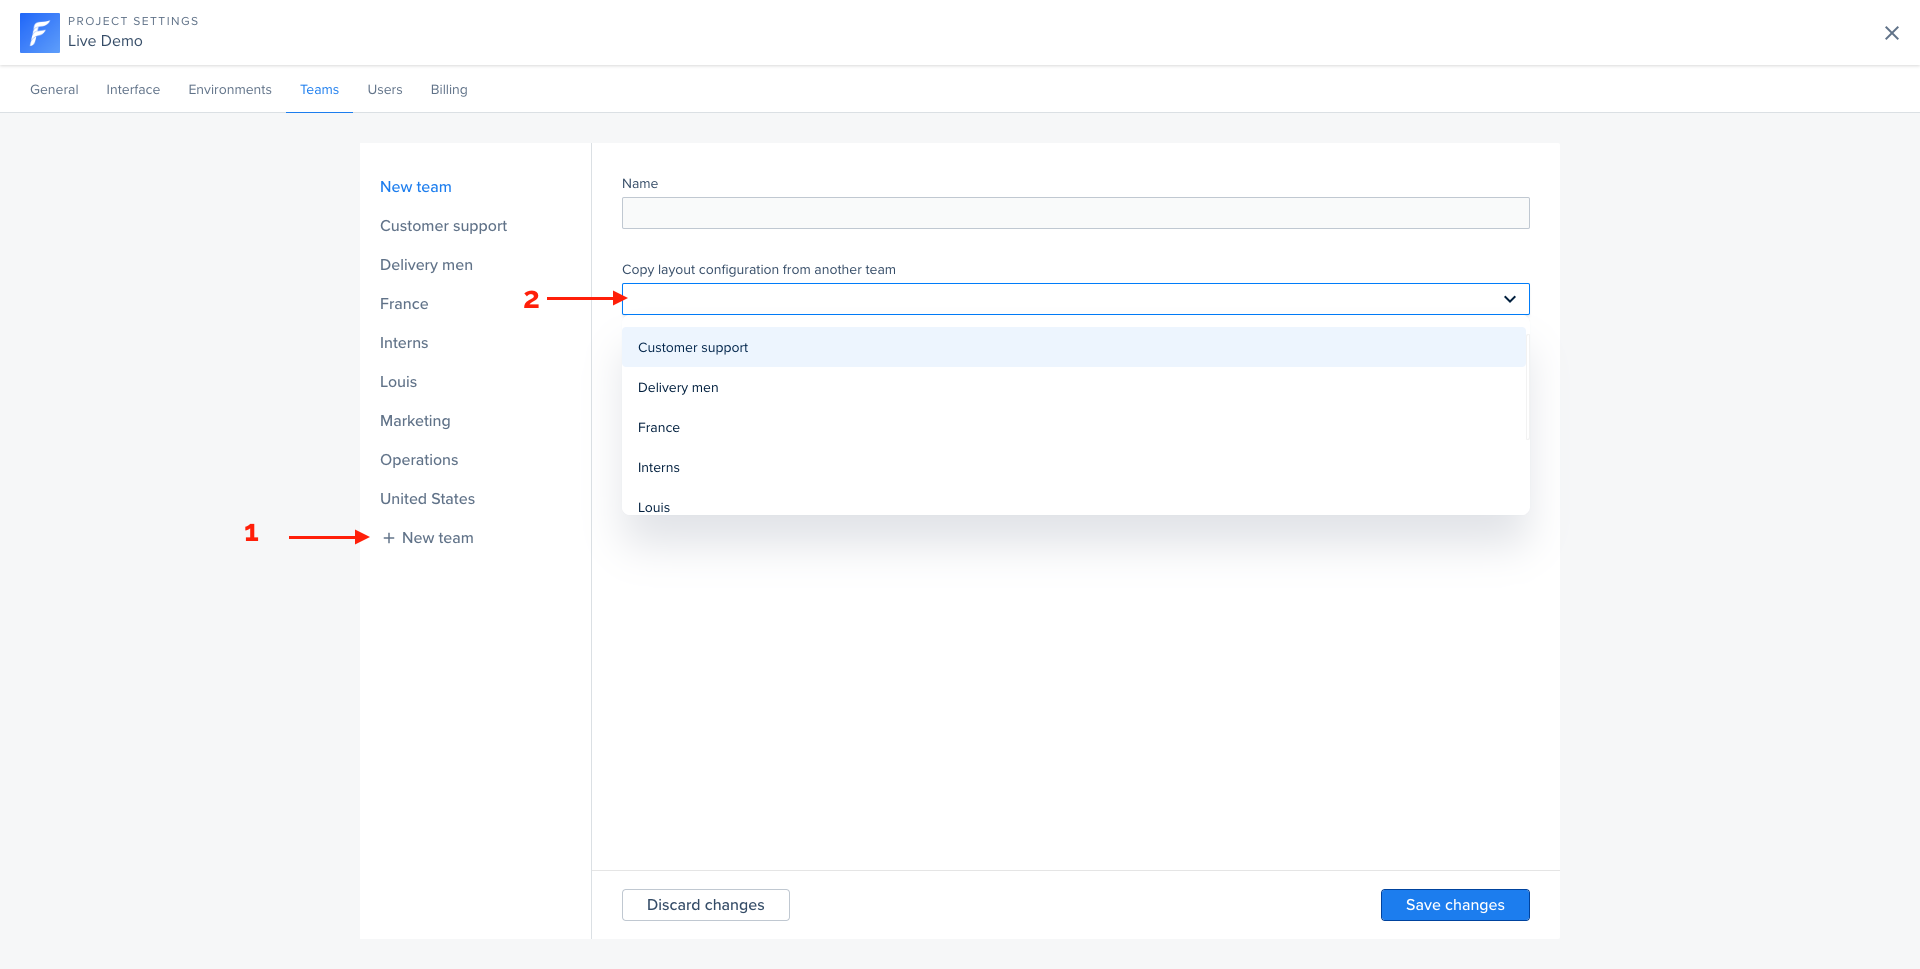 PROJECT SETTINGS
Live Demo
General Interface Environments Teams Users Billing
New team
Customer support
Delivery men
France
Interns
Louis
Marketing
Operations
United States
+ New team
1
Name
Copy layout configuration from another team
2
Customer support
Delivery men
France
Interns
Louis
Discard changes Save changes